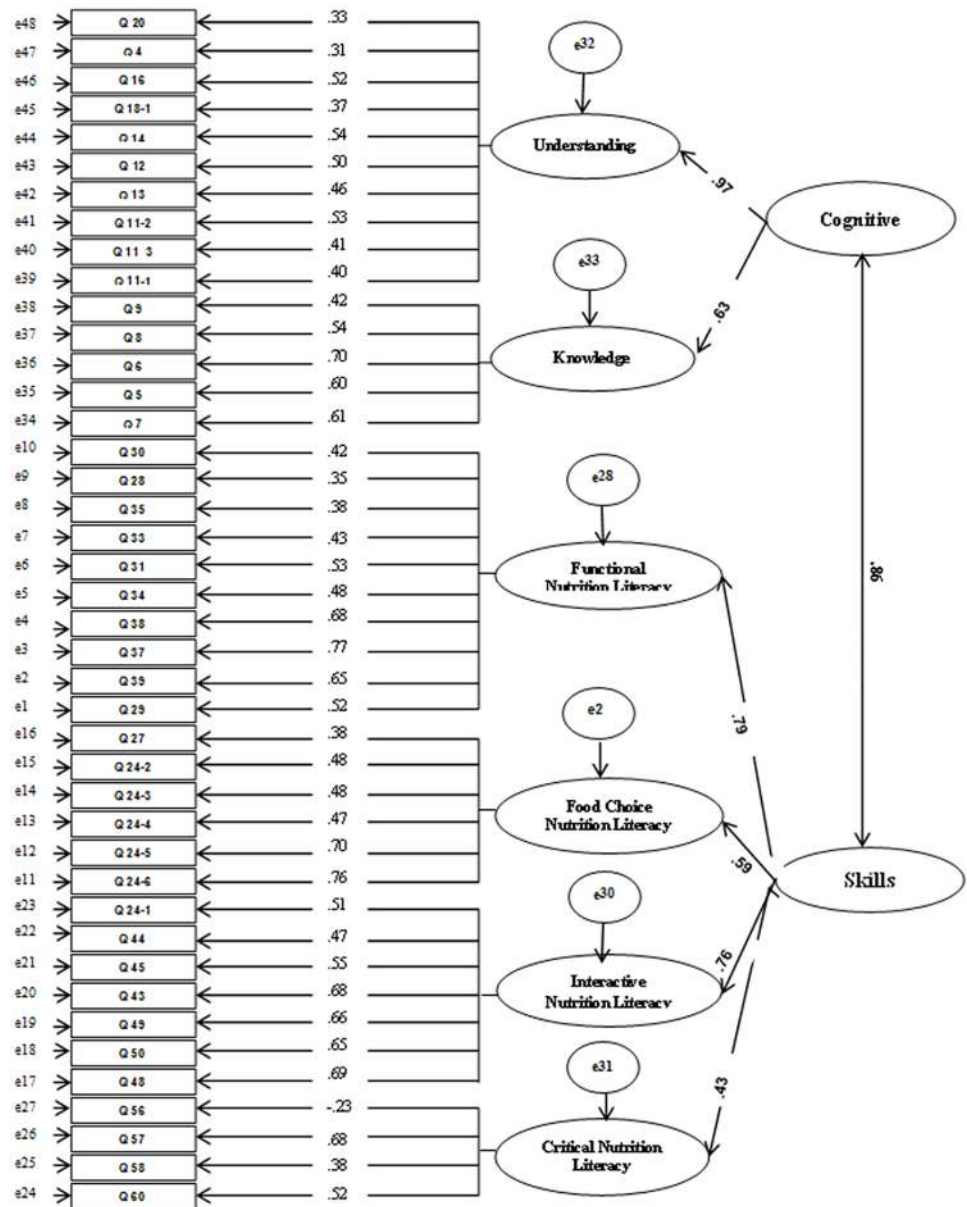 e48 Q 20 .33
e47 Q 4 .31
e46 Q 16 .52
e45 Q 18-1 .37
e44 Q 14 .54
e43 Q 12 .50
e42 Q 13 .46
e41 Q 11-2 .53
e40 Q 11 3 .41
e39 Q 11-1 .40
e38 Q 9 .42
e37 Q 8 .54
e36 Q 6 .70
e35 Q 5 .60
e34 Q 7 .61
e10 Q 30 .42
e9 Q 28 .35
e8 Q 35 .38
e7 Q 33 .43
e6 Q 31 .53
e5 Q 34 .48
e4 Q 38 .68
e3 Q 37 .77
e2 Q 39 .65
e1 Q 29 .52
e16 Q 27 .38
e15 Q 24-2 .48
e14 Q 24-3 .48
e13 Q 24-4 .47
e12 Q 24-5 .70
e11 Q 24-6 .76
e23 Q 24-1 .51
e22 Q 44 .47
e21 Q 45 .55
e20 Q 43 .68
e19 Q 49 .66
e18 Q 50 .65
e17 Q 48 .69
e27 Q 56 -.23
e26 Q 57 .68
e25 Q 58 .38
e24 Q 60 .52
e32
Understanding
.97
Cognitive
e33
Knowledge
.63
e28
Functional
Nutrition Literacy
.79
.86
e2
Food Choice
Nutrition Literacy
.59
Skills
e30
Interactive
Nutrition Literacy
.76
e31
Critical Nutrition
Literacy
.43